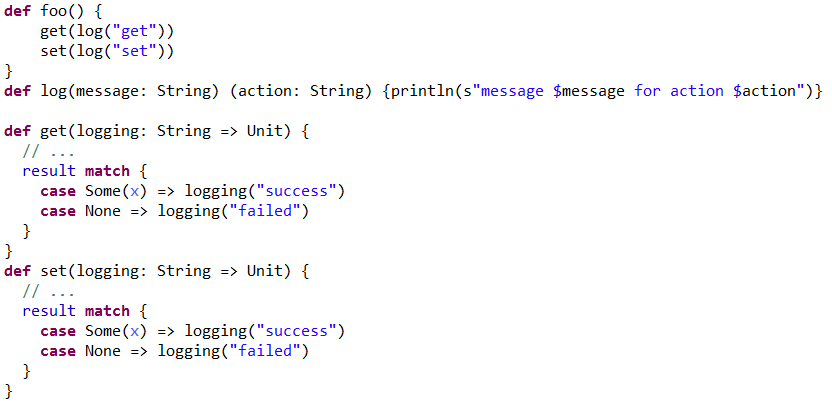 def foo() {
    get(log("get"))
    set(log("set"))
}
def log(message: String) (action: String) {println(s"message $message for action $action")}

def get(logging: String => Unit) {
  // ...
  result match {
    case Some(x) => logging("success")
    case None => logging("failed")
  }
}
def set(logging: String => Unit) {
  // ...
  result match {
    case Some(x) => logging("success")
    case None => logging("failed")
  }
}